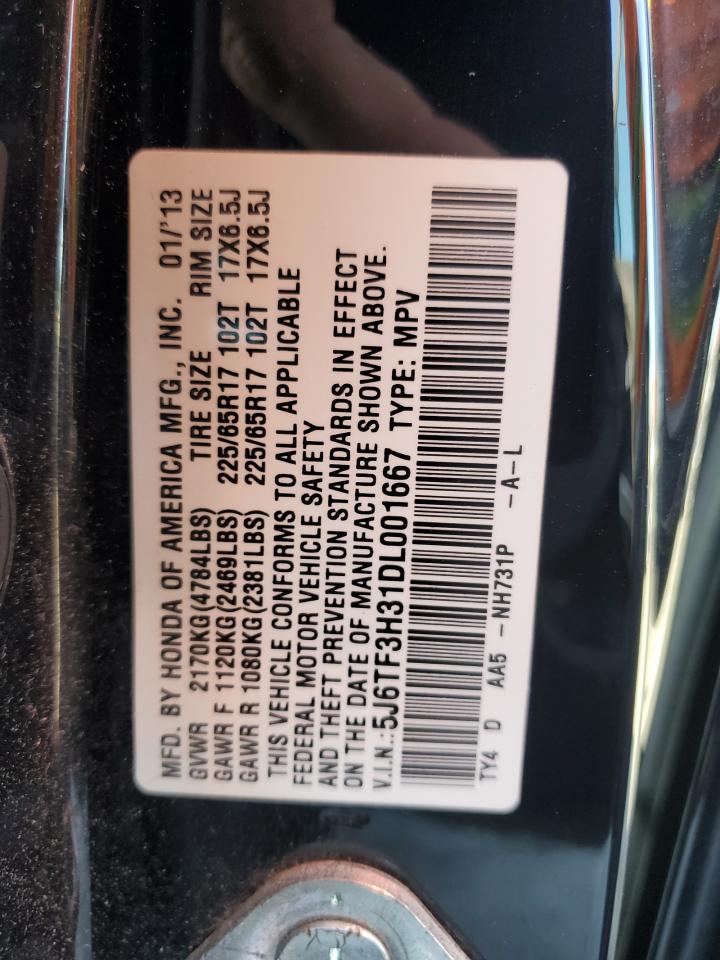 MFD. BY HONDA OF AMERICA MFG., INC. 01/'13
GVWR 2170KG(4784LBS) TIRE SIZE RIM SIZE
GAWR F 1120KG(2469LBS) 225/65R17 102T 17X6.5J
GAWR R 1080KG(2381LBS) 225/65R17 102T 17X6.5J
THIS VEHICLE CONFORMS TO ALL APPLICABLE
FEDERAL MOTOR VEHICLE SAFETY
AND THEFT PREVENTION STANDARDS IN EFFECT
ON THE DATE OF MANUFACTURE SHOWN ABOVE.
V.I.N.:5J6TF3H31DL001667 TYPE: MPV
TY4 D AA5 -NH731P -A-L